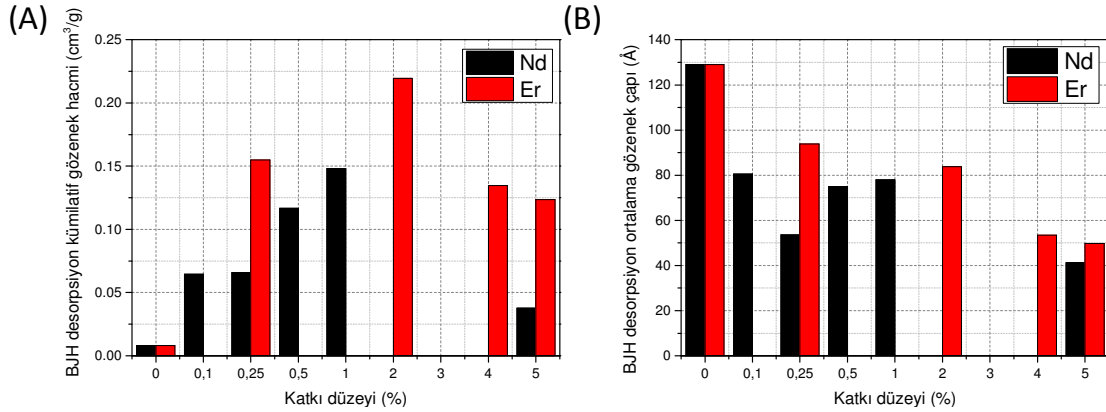 (A)
BJH desorpsiyon kümilatif gözenek hacmi (cm³/g)
0.25
0.20
0.15
0.10
0.05
0.00
Nd
Er
0 0,1 0,25 0,5 1 2 3 4 5
Katkı düzeyi (%)
(B)
BJH desorpsiyon ortalama gözenek çapı (Å)
140
120
100
80
60
40
20
0
Nd
Er
0 0,1 0,25 0,5 1 2 3 4 5
Katkı düzeyi (%)